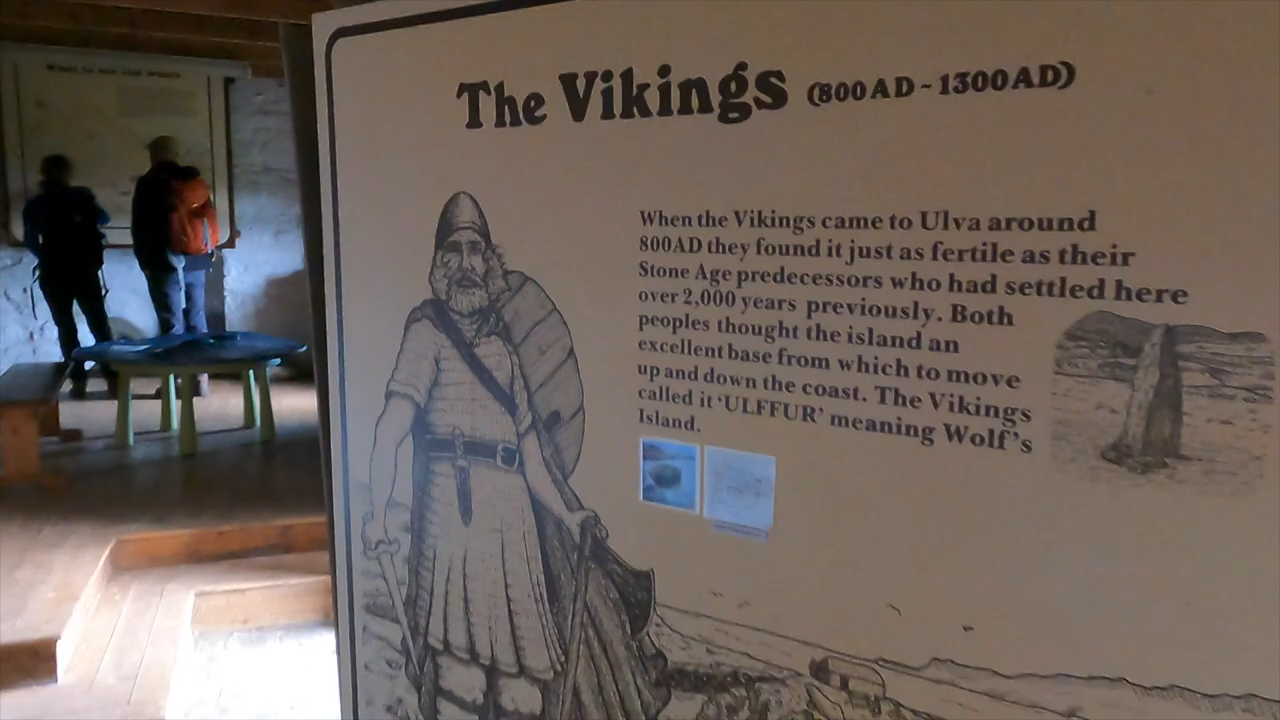 The Vikings (800AD-1300AD)
When the Vikings came to Ulva around
800AD they found it just as fertile as their
Stone Age predecessors who had settled here
over 2,000 years previously. Both
peoples thought the island an
excellent base from which to move
up and down the coast. The Vikings
called it 'ULFFUR' meaning Wolf's
Island.